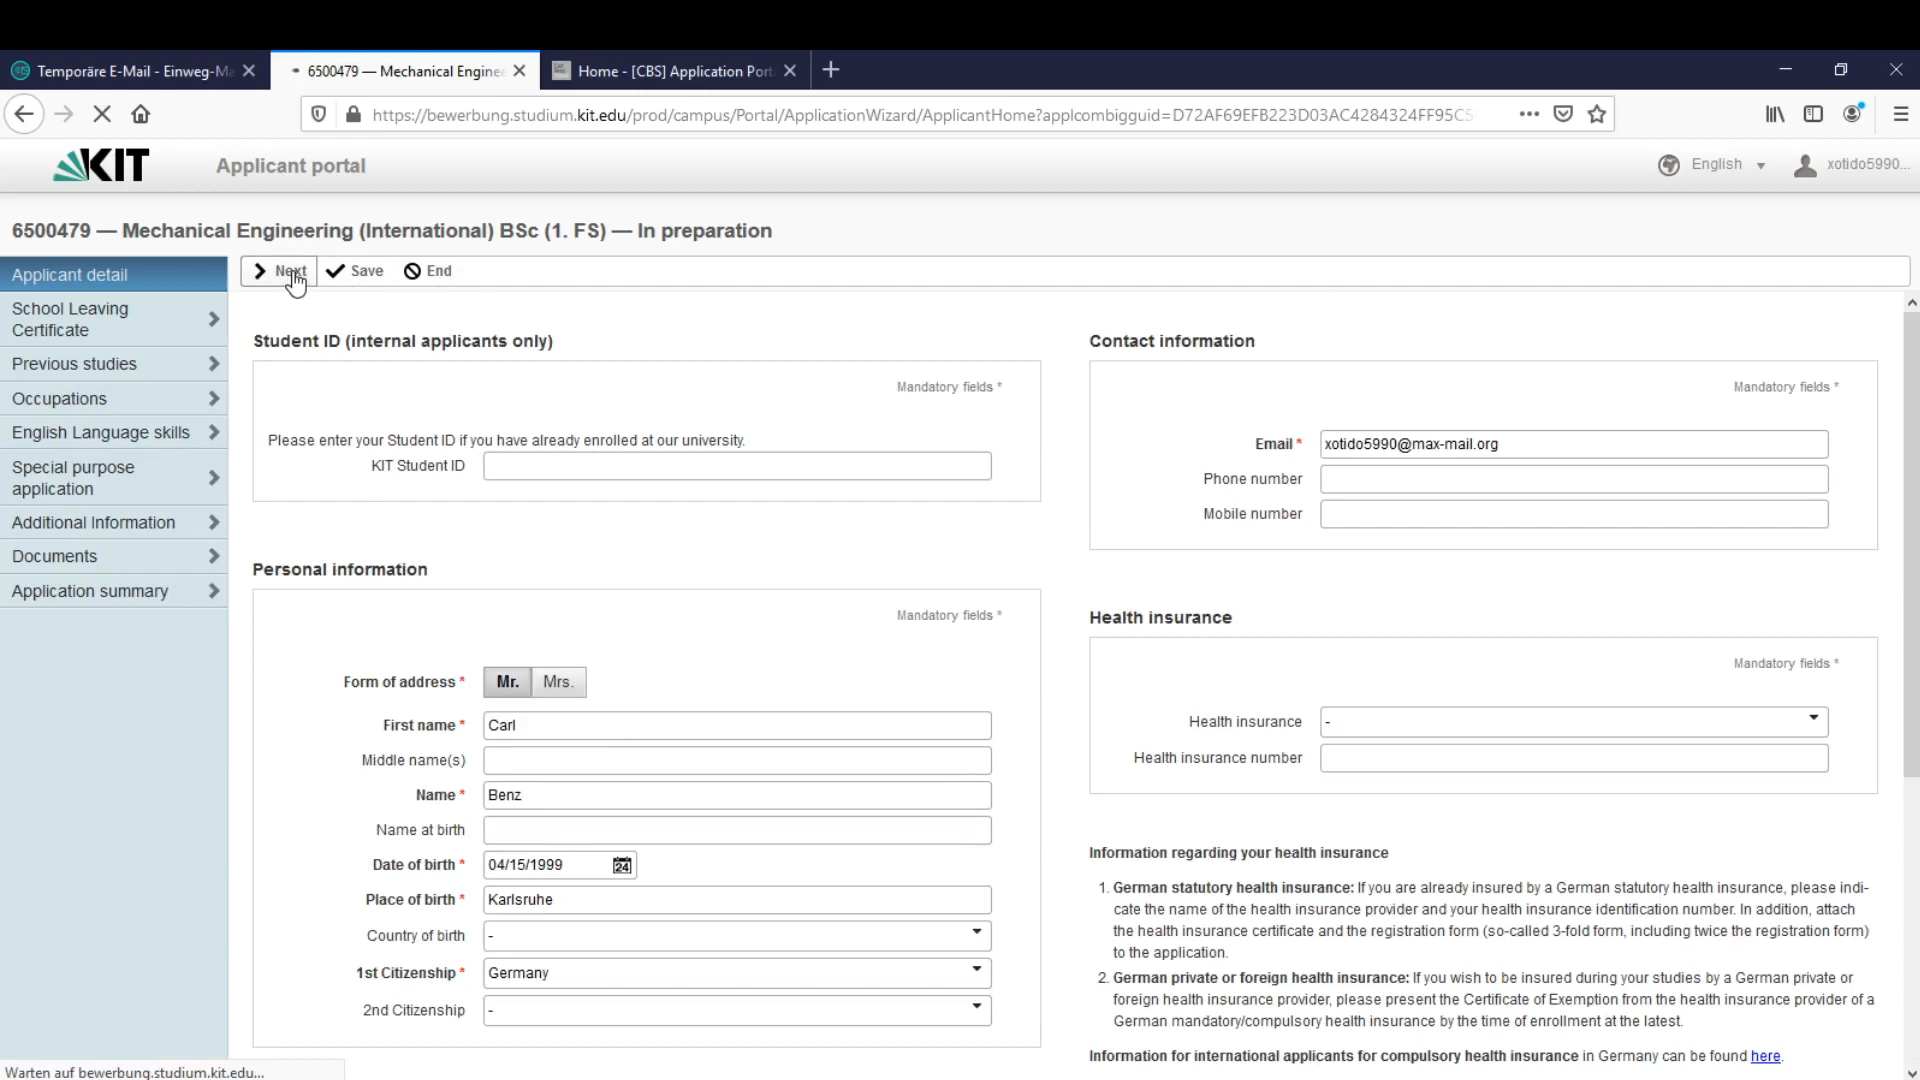 Temporäre E-Mail - Einweg-Ma
6500479 — Mechanical Enginee
Home - [CBS] Application Port
https://bewerbung.studium.kit.edu/prod/campus/Portal/ApplicationWizard/ApplicantHome?applcombigguid=D72AF69EFB223D03AC4284324FF95C5
KIT
Applicant portal
English
xotido5990...
6500479 — Mechanical Engineering (International) BSc (1. FS) — In preparation
Applicant detail
School Leaving
Certificate
Previous studies
Occupations
English Language skills
Special purpose
application
Additional Information
Documents
Application summary
Next
Save
End
Student ID (internal applicants only)
Mandatory fields *
Please enter your Student ID if you have already enrolled at our university.
KIT Student ID
Personal information
Mandatory fields *
Form of address * Mr. Mrs.
First name * Carl
Middle name(s)
Name * Benz
Name at birth
Date of birth * 04/15/1999 24
Place of birth * Karlsruhe
Country of birth -
1st Citizenship * Germany
2nd Citizenship -
Contact information
Mandatory fields *
Email * xotido5990@max-mail.org
Phone number
Mobile number
Health insurance
Mandatory fields *
Health insurance -
Health insurance number
Information regarding your health insurance
1. German statutory health insurance: If you are already insured by a German statutory health insurance, please indi-
cate the name of the health insurance provider and your health insurance identification number. In addition, attach
the health insurance certificate and the registration form (so-called 3-fold form, including twice the registration form)
to the application.
2. German private or foreign health insurance: If you wish to be insured during your studies by a German private or
foreign health insurance provider, please present the Certificate of Exemption from the health insurance provider of a
German mandatory/compulsory health insurance by the time of enrollment at the latest.
Information for international applicants for compulsory health insurance in Germany can be found here.
Warten auf bewerbung.studium.kit.edu...